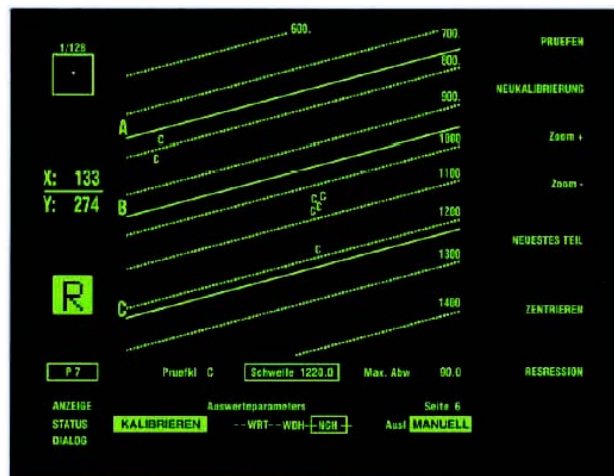 1/128
600.
700.
800.
900.
1000
1100
1200
1300
1400
A
B
C
C
C
C
C
C
C
C
X: 133
Y: 274
R
PRUEFEN
NEUKALIBRIERUNG
Zoom +
Zoom -
NEUESTES TEIL
ZENTRIEREN
RESRESSION
P 7 Pruefkl C Schwelle 1220.0 Max. Abw 90.0
ANZEIGE Auswerteparameters Seite 6
STATUS KALIBRIEREN --WRT--WDH--NCH-- Ausl MANUELL
DIALOG